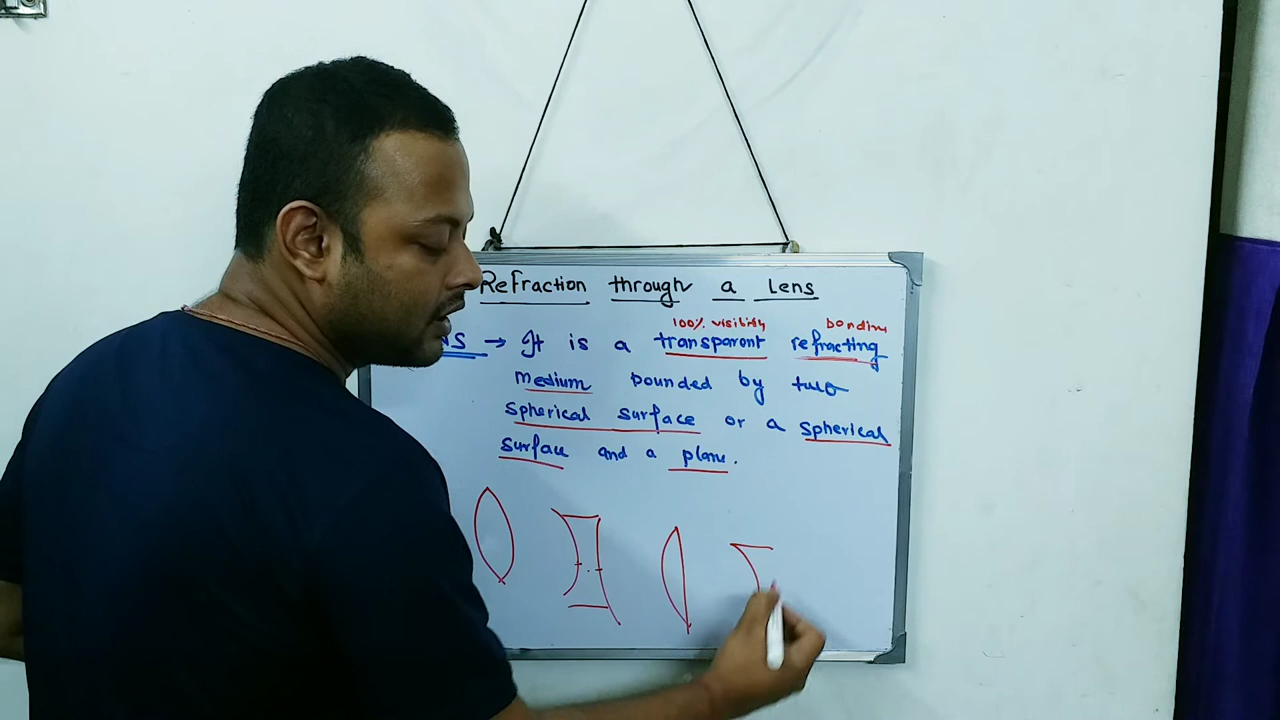 Refraction through a Lens
100% visibility bonding
NS → It is a transparent refracting
medium bounded by two
spherical surface or a spherical
surface and a plane.